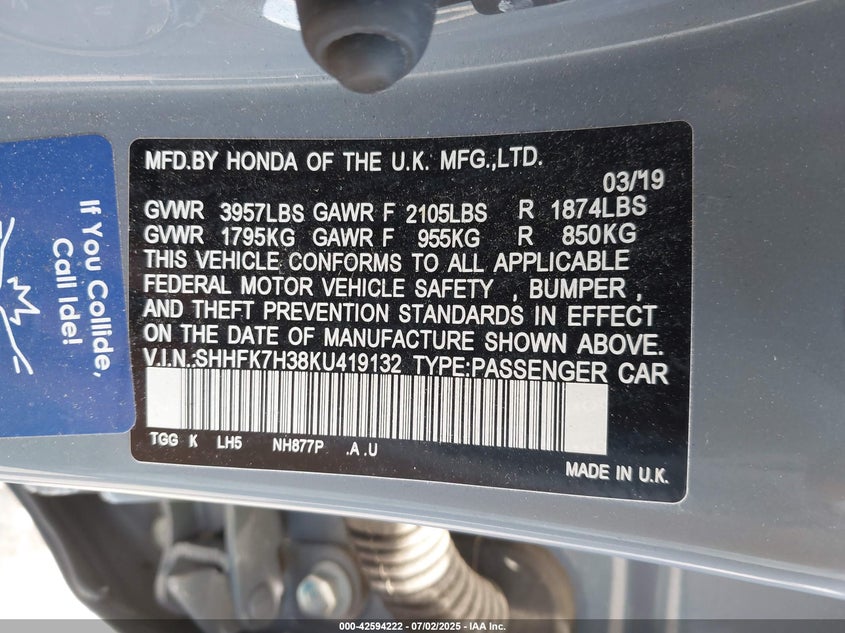 MFD.BY HONDA OF THE U.K. MFG.,LTD.
03/'19
GVWR 3957LBS GAWR F 2105LBS R 1874LBS
GVWR 1795KG GAWR F 955KG R 850KG
THIS VEHICLE CONFORMS TO ALL APPLICABLE
FEDERAL MOTOR VEHICLE SAFETY , BUMPER ,
AND THEFT PREVENTION STANDARDS IN EFFECT
ON THE DATE OF MANUFACTURE SHOWN ABOVE.
V.I.N.:SHHFK7H38KU419132 TYPE:PASSENGER CAR
TGG K LH5 NH877P .A .U
MADE IN U.K.
If You Collide,
Call Ide!
000-42594222 - 07/02/2025 - IAA Inc.